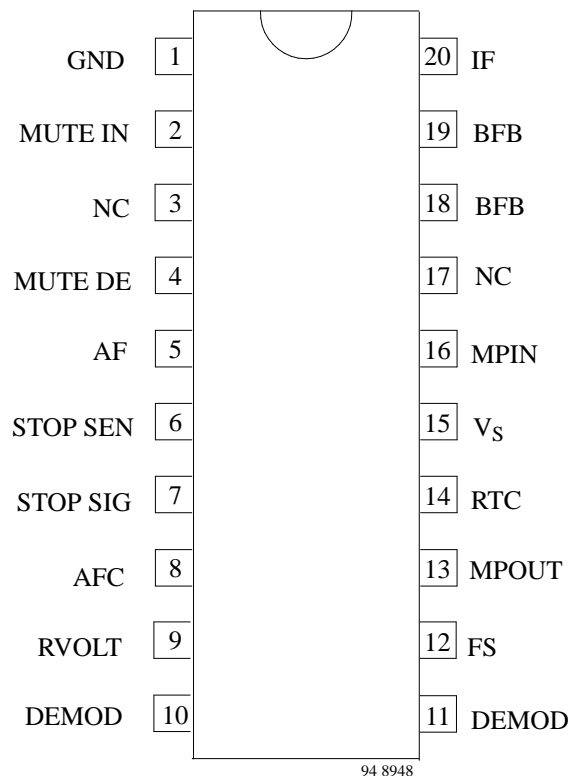 GND 1 20 IF
MUTE IN 2 19 BFB
NC 3 18 BFB
MUTE DE 4 17 NC
AF 5 16 MPIN
STOP SEN 6 15 VS
STOP SIG 7 14 RTC
AFC 8 13 MPOUT
RVOLT 9 12 FS
DEMOD 10 11 DEMOD
94 8948